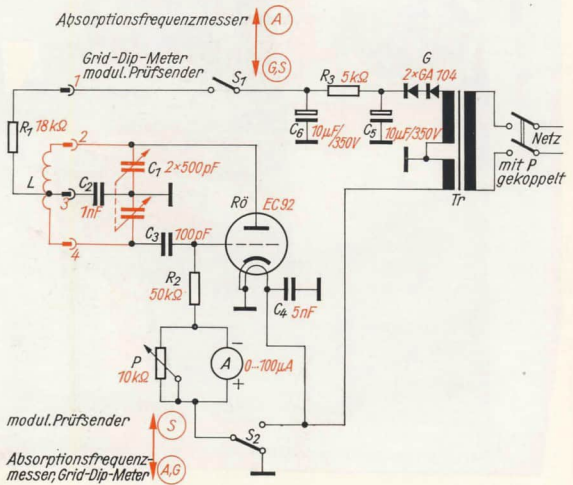 Absorptionsfrequenzmesser
A
Grid-Dip-Meter
modul. Prüfsender
G,S
1
S1
R3 5kΩ
G
2×GA 104
C6
10µF/
/350V
C5
10µF/350V
R1 18kΩ
2
L
3
C2
1nF
C1 2×500pF
4
C3 100pF
Rö
EC92
Netz
mit P
gekoppelt
Tr
R2
50kΩ
C4 5nF
P
10kΩ
A
−
+
0...100µA
modul. Prüfsender
S
S2
Absorptionsfrequenz-
messer, Grid-Dip-Meter
A,G